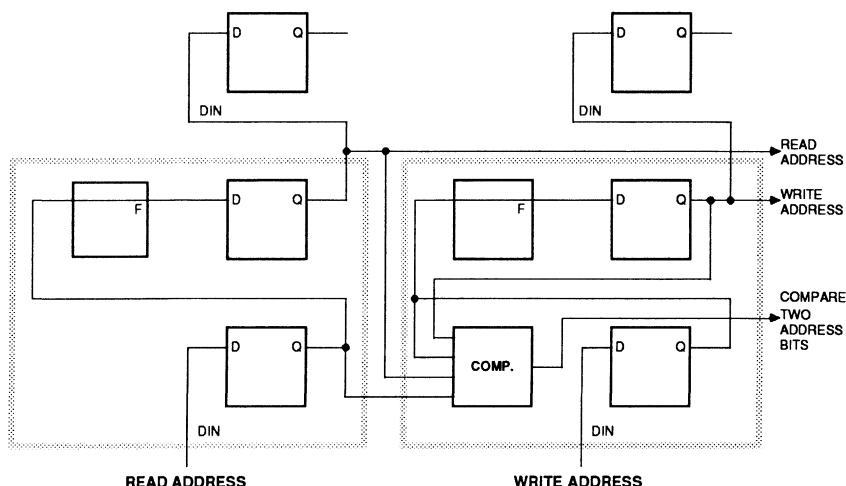 D Q
D Q
DIN
DIN
READ
ADDRESS
F
D Q
F
D Q
WRITE
ADDRESS
COMPARE
TWO
ADDRESS
BITS
D Q
COMP.
D Q
DIN
DIN
READ ADDRESS
WRITE ADDRESS